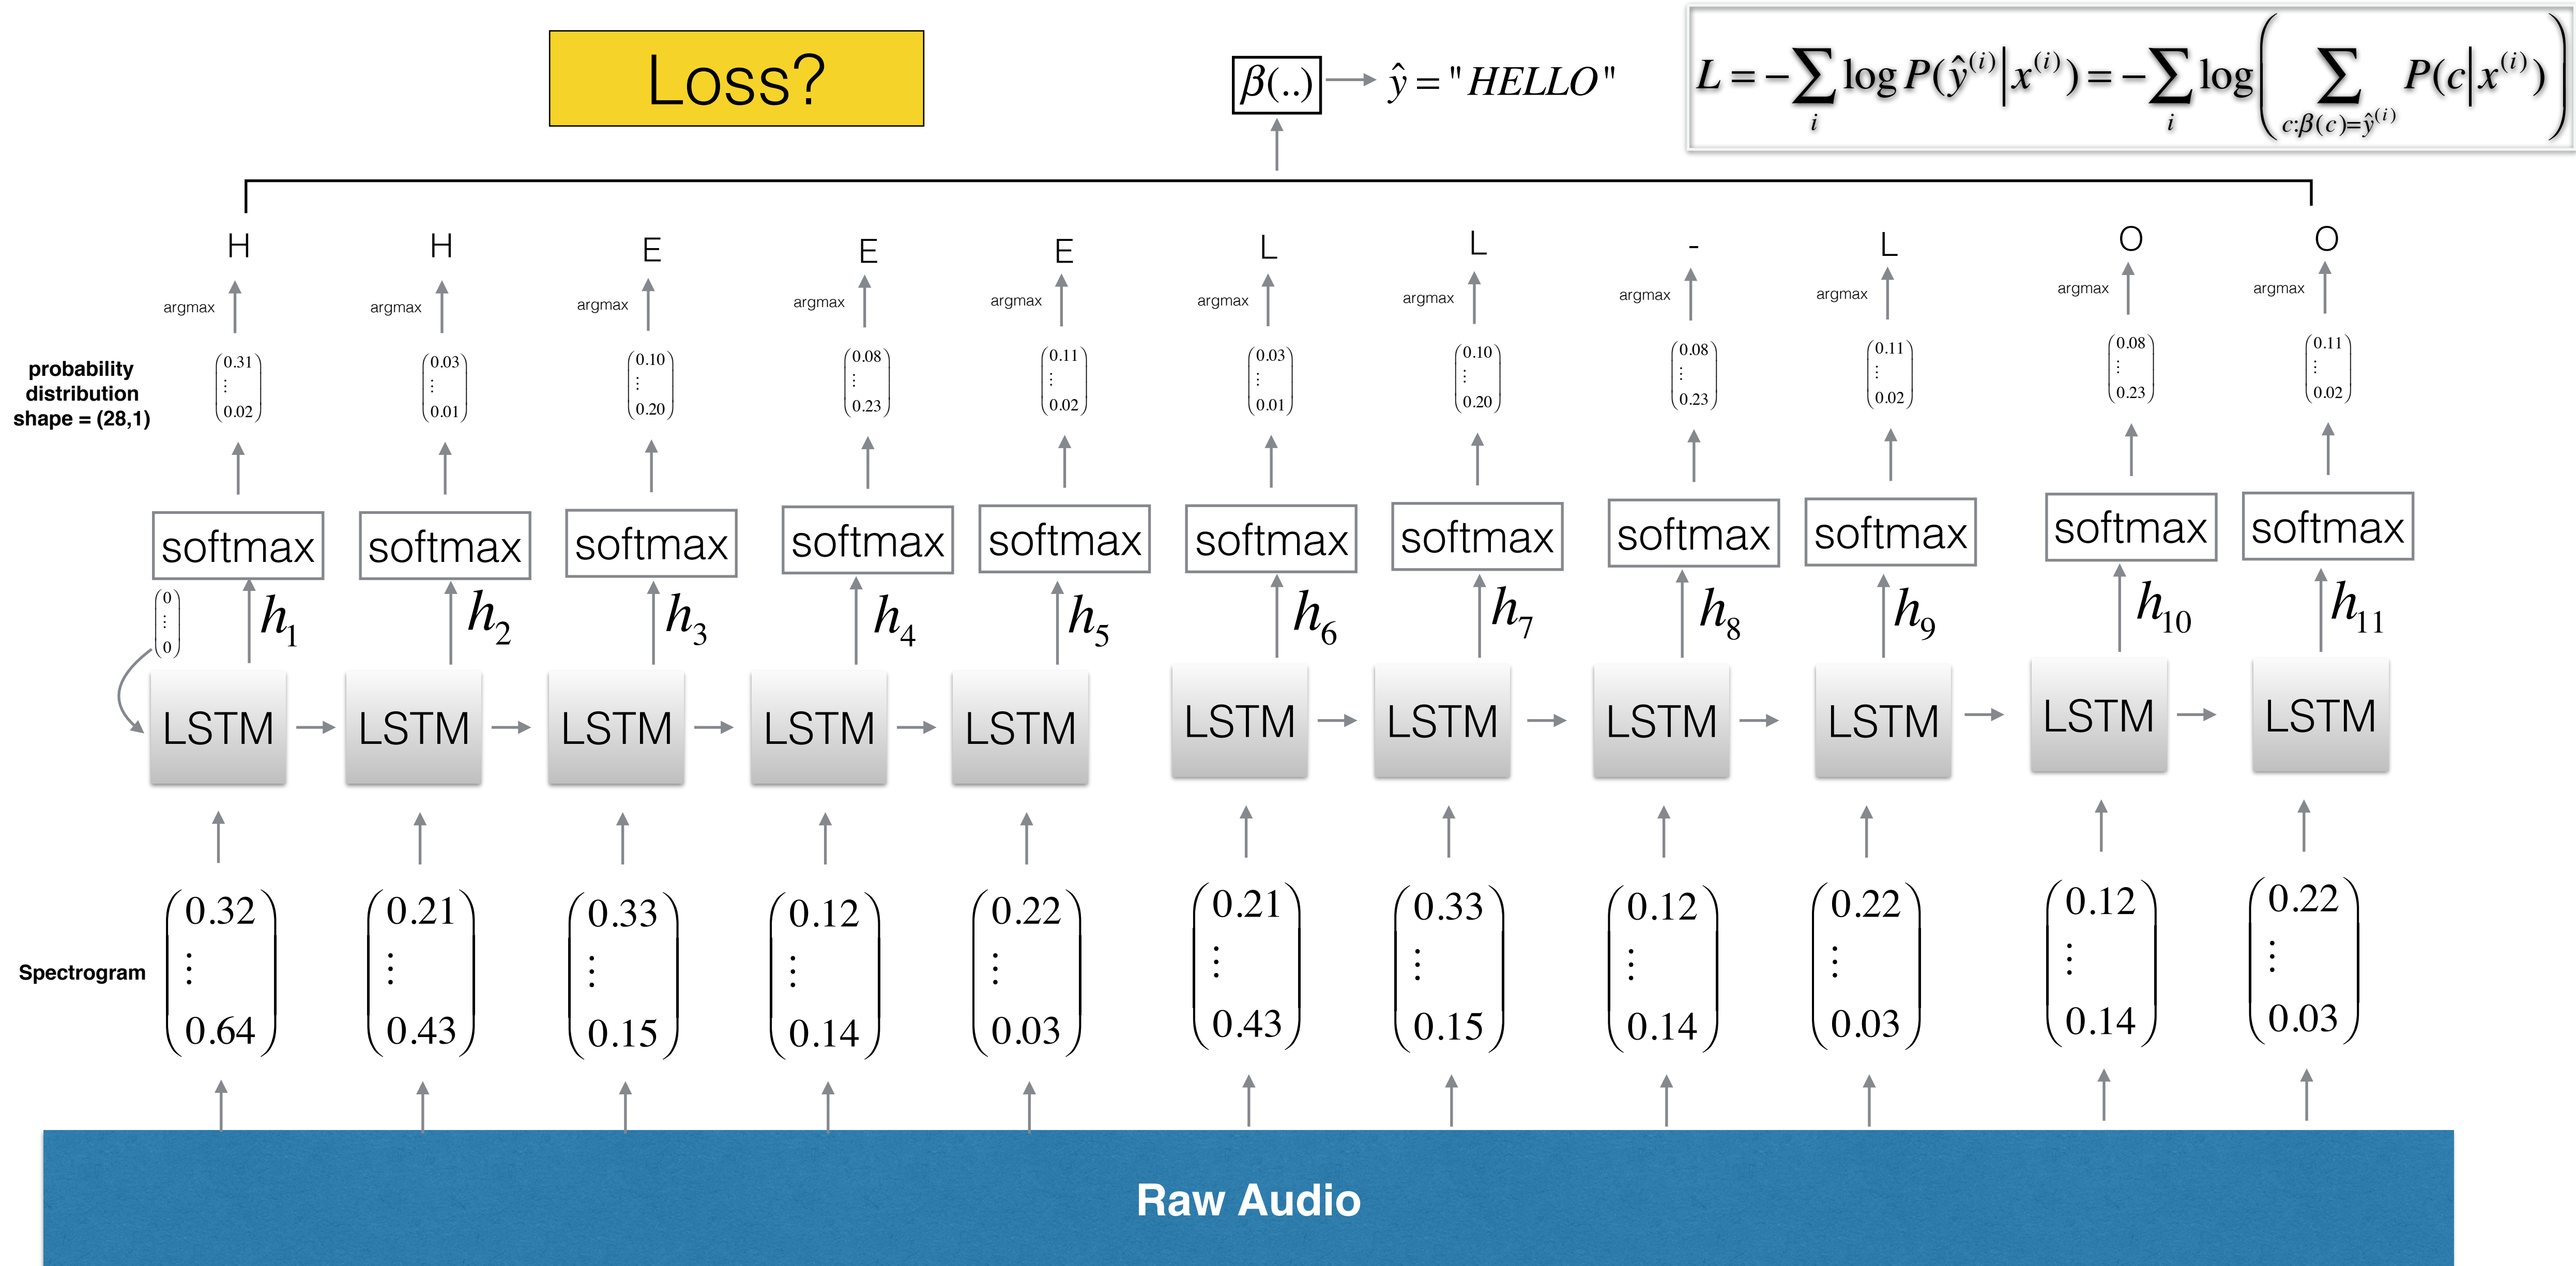 Loss?
β(..) ŷ = "HELLO"
L = −∑_i log P(ŷ^(i)|x^(i)) = −∑_i log(∑_{c:β(c)=ŷ^(i)} P(c|x^(i)))
H H E E E L L - L O O
argmax argmax argmax argmax argmax argmax argmax argmax argmax argmax argmax
probability
distribution
shape = (28,1)
0.31 0.03 0.10 0.08 0.11 0.03 0.10 0.08 0.11 0.08 0.11
⋮ ⋮ ⋮ ⋮ ⋮ ⋮ ⋮ ⋮ ⋮ ⋮ ⋮
0.02 0.01 0.20 0.23 0.02 0.01 0.20 0.23 0.02 0.23 0.02
softmax softmax softmax softmax softmax softmax softmax softmax softmax softmax softmax
0
⋮
0
h₁ h₂ h₃ h₄ h₅ h₆ h₇ h₈ h₉ h₁₀ h₁₁
LSTM LSTM LSTM LSTM LSTM LSTM LSTM LSTM LSTM LSTM LSTM
Spectrogram
0.32 0.21 0.33 0.12 0.22 0.21 0.33 0.12 0.22 0.12 0.22
⋮ ⋮ ⋮ ⋮ ⋮ ⋮ ⋮ ⋮ ⋮ ⋮ ⋮
0.64 0.43 0.15 0.14 0.03 0.43 0.15 0.14 0.03 0.14 0.03
Raw Audio